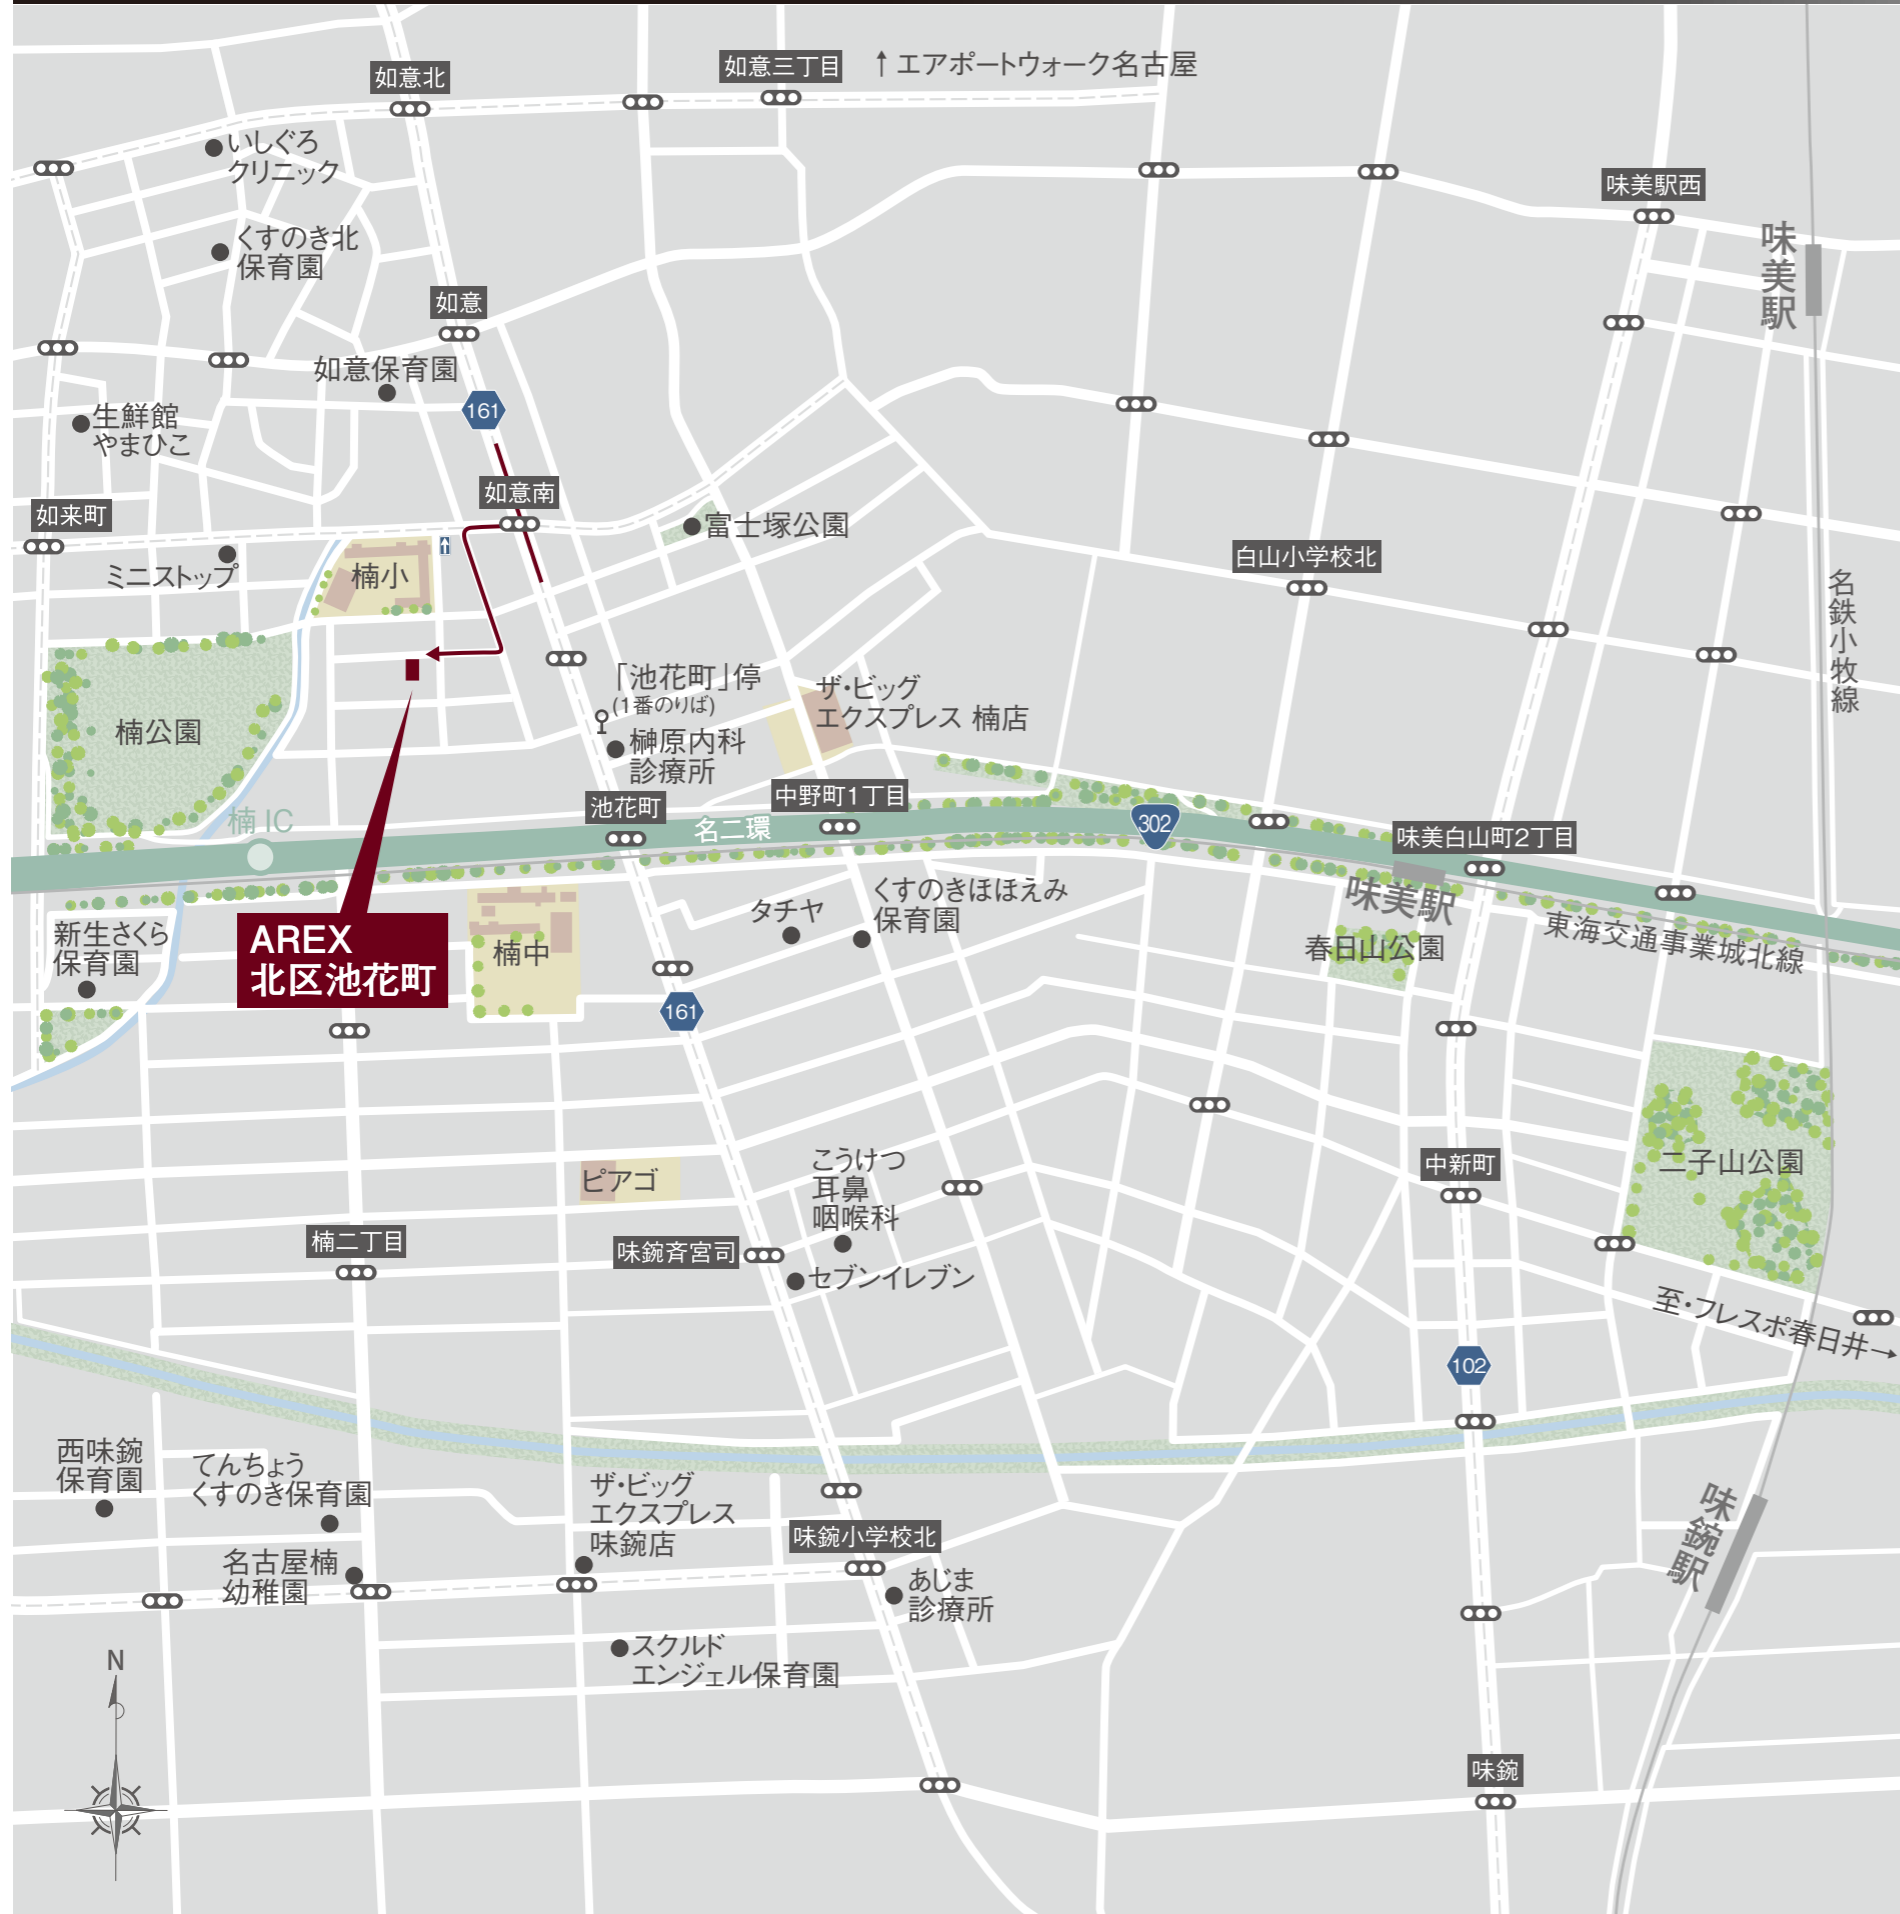 如意北
如意三丁目
↑エアポートウォーク名古屋
いしぐろ
クリニック
味美駅西
くすのき北
保育園
味美駅
如意
如意保育園
161
生鮮館
やまひこ
如意南
如来町
富士塚公園
ミニストップ
楠小
白山小学校北
名鉄小牧線
「池花町」停
(1番のりば)
ザ・ビッグ
エクスプレス 楠店
楠公園
榊原内科
診療所
池花町
中野町1丁目
楠 IC
名二環
302
味美白山町2丁目
味美駅
くすのきほほえみ
保育園
タチヤ
新生さくら
保育園
AREX
北区池花町
楠中
春日山公園
東海交通事業城北線
161
こうけつ
耳鼻
咽喉科
ピアゴ
中新町
二子山公園
楠二丁目
味鋺斉宮司
セブンイレブン
至・フレスポ春日井→
102
西味鋺
保育園
てんちょう
くすのき保育園
ザ・ビッグ
エクスプレス
味鋺店
味鋺駅
味鋺小学校北
名古屋楠
幼稚園
あじま
診療所
スクルド
エンジェル保育園
N
味鋺